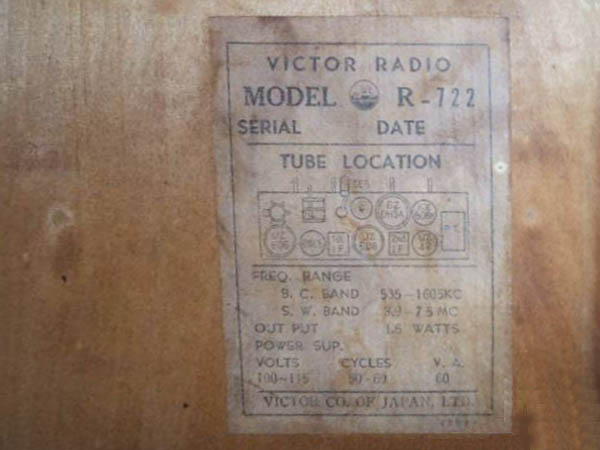 VICTOR RADIO
MODEL R-722
SERIAL DATE
TUBE LOCATION
FREQ. RANGE
B. C. BAND 535-1605KC
S. W. BAND 3.9-7.5MC
OUT PUT 1.5 WATTS
POWER SUP.
VOLTS CYCLES V. A.
100~115 50-60 60
VICTOR CO. OF JAPAN, LTD.